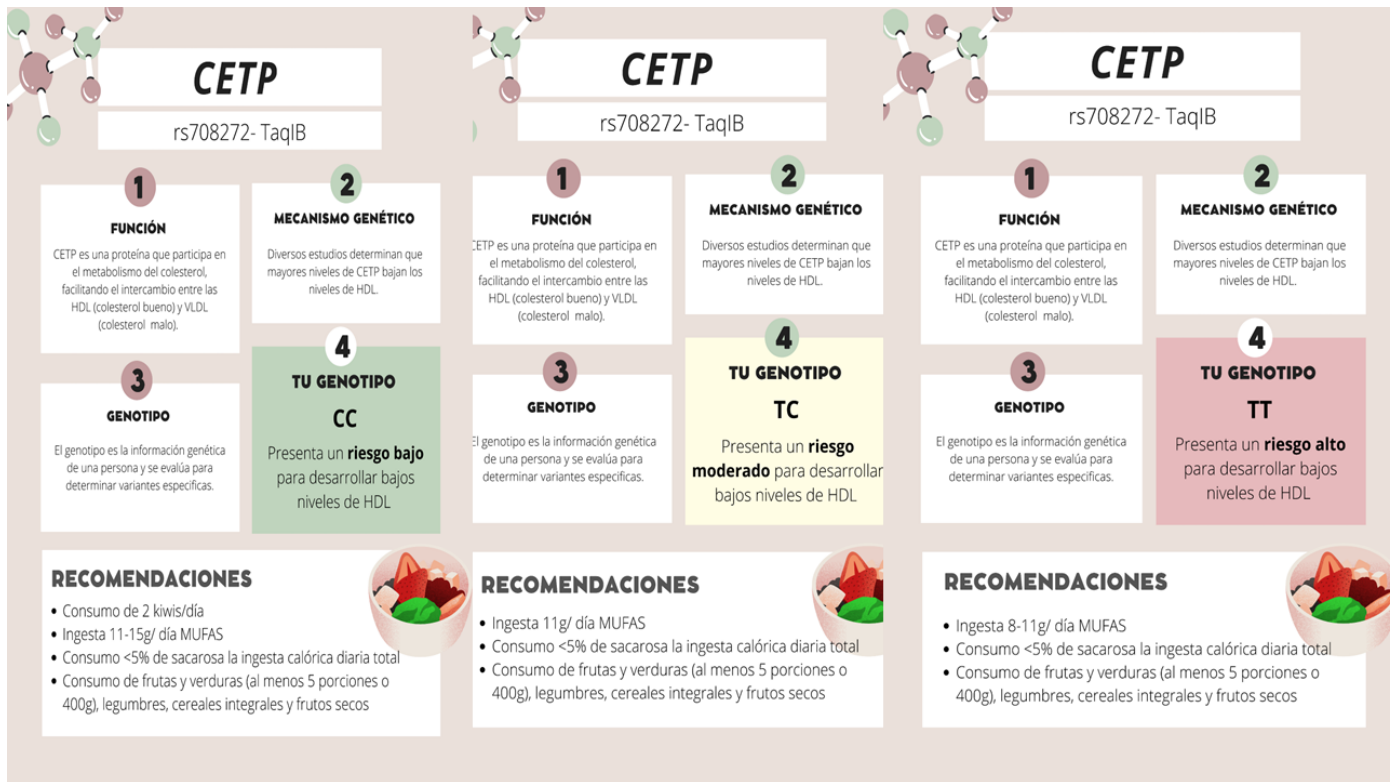 CETP
rs708272- TaqIB
1
FUNCIÓN
CETP es una proteína que participa en
el metabolismo del colesterol,
facilitando el intercambio entre las
HDL (colesterol bueno) y VLDL
(colesterol malo).
2
MECANISMO GENÉTICO
Diversos estudios determinan que
mayores niveles de CETP bajan los
niveles de HDL.
3
GENOTIPO
El genotipo es la información genética
de una persona y se evalúa para
determinar variantes especificas.
4
TU GENOTIPO
CC
Presenta un riesgo bajo
para desarrollar bajos
niveles de HDL
RECOMENDACIONES
• Consumo de 2 kiwis/día
• Ingesta 11-15g/ día MUFAS
• Consumo <5% de sacarosa la ingesta calórica diaria total
• Consumo de frutas y verduras (al menos 5 porciones o
400g), legumbres, cereales integrales y frutos secos
CETP
rs708272- TaqIB
1
FUNCIÓN
CETP es una proteína que participa en
el metabolismo del colesterol,
facilitando el intercambio entre las
HDL (colesterol bueno) y VLDL
(colesterol malo).
2
MECANISMO GENÉTICO
Diversos estudios determinan que
mayores niveles de CETP bajan los
niveles de HDL.
3
GENOTIPO
El genotipo es la información genética
de una persona y se evalúa para
determinar variantes especificas.
4
TU GENOTIPO
TC
Presenta un riesgo
moderado para desarrollar
bajos niveles de HDL
RECOMENDACIONES
• Ingesta 11g/ día MUFAS
• Consumo <5% de sacarosa la ingesta calórica diaria total
• Consumo de frutas y verduras (al menos 5 porciones o
400g), legumbres, cereales integrales y frutos secos
CETP
rs708272- TaqIB
1
FUNCIÓN
CETP es una proteína que participa en
el metabolismo del colesterol,
facilitando el intercambio entre las
HDL (colesterol bueno) y VLDL
(colesterol malo).
2
MECANISMO GENÉTICO
Diversos estudios determinan que
mayores niveles de CETP bajan los
niveles de HDL.
3
GENOTIPO
El genotipo es la información genética
de una persona y se evalúa para
determinar variantes especificas.
4
TU GENOTIPO
TT
Presenta un riesgo alto
para desarrollar bajos
niveles de HDL
RECOMENDACIONES
• Ingesta 8-11g/ día MUFAS
• Consumo <5% de sacarosa la ingesta calórica diaria total
• Consumo de frutas y verduras (al menos 5 porciones o
400g), legumbres, cereales integrales y frutos secos